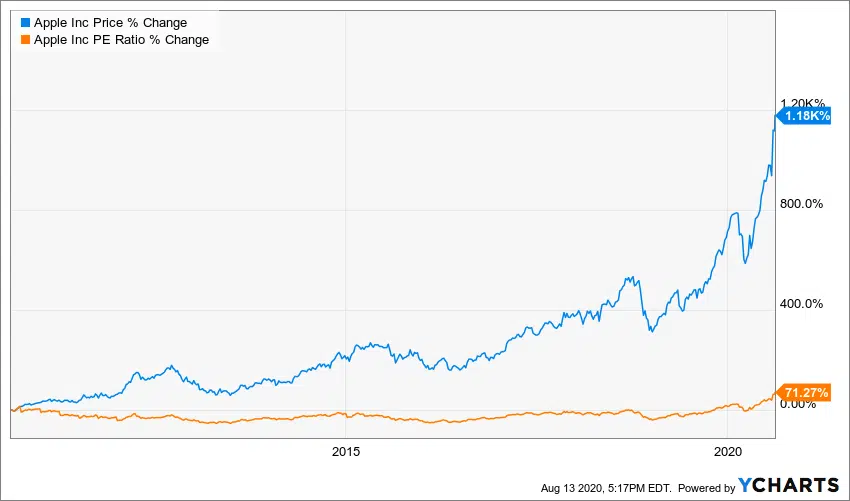 Apple Inc Price % Change
Apple Inc PE Ratio % Change
1.20K%
1.18K%
800.0%
400.0%
71.27%
0.00%
2015
2020
Aug 13 2020, 5:17PM EDT. Powered by YCHARTS